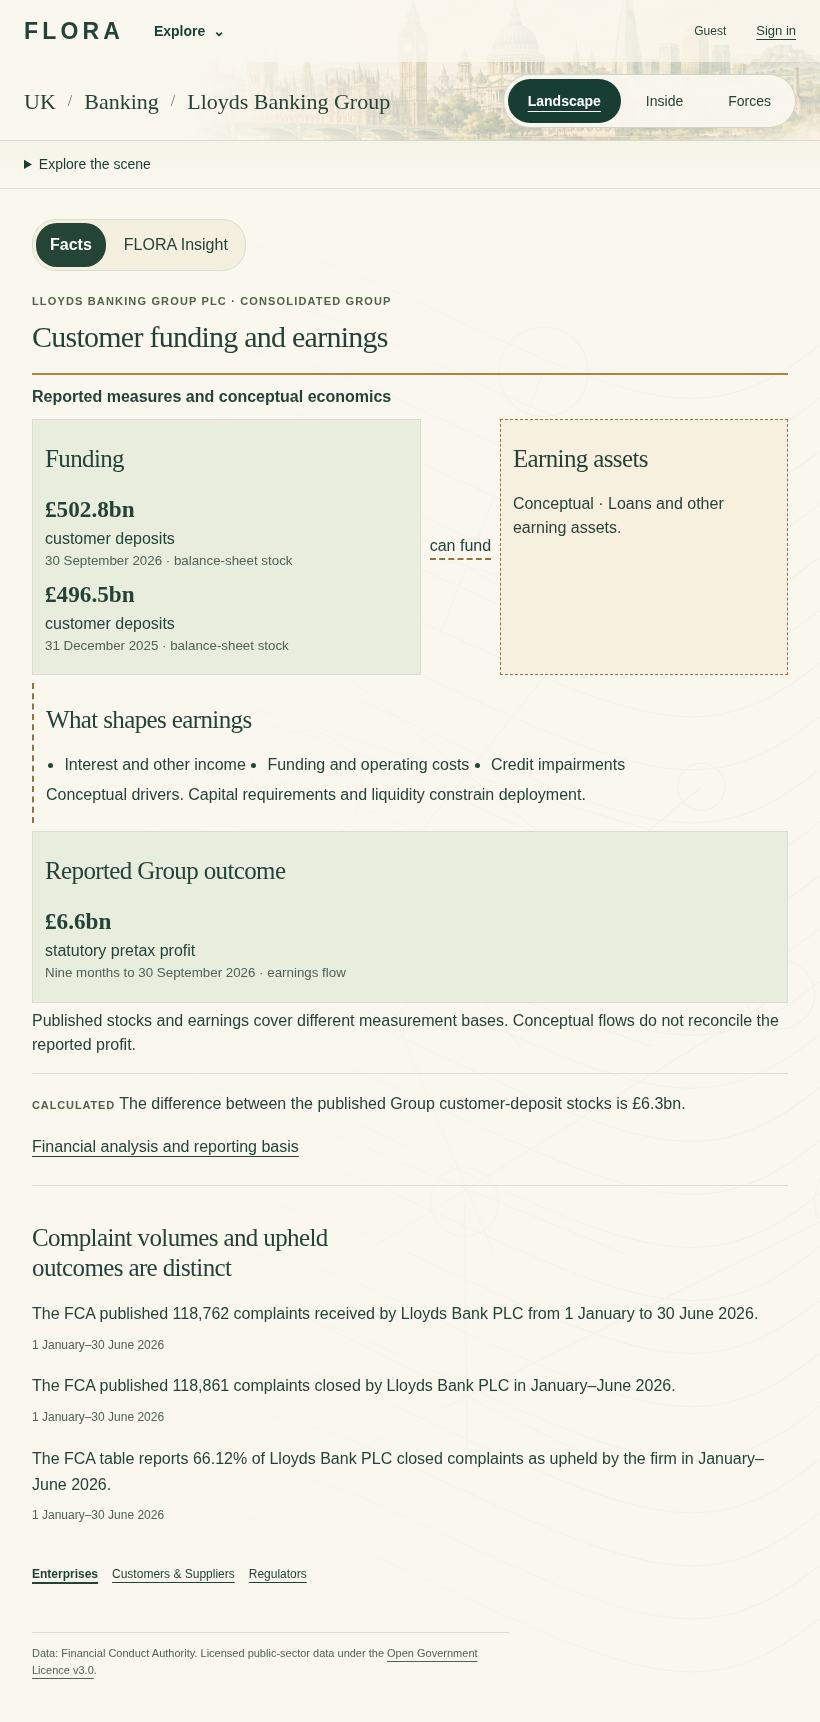 FLORA
Explore ⌄
Guest
Sign in
UK / Banking / Lloyds Banking Group
Landscape
Inside
Forces
▶ Explore the scene
Facts
FLORA Insight
LLOYDS BANKING GROUP PLC · CONSOLIDATED GROUP
Customer funding and earnings
Reported measures and conceptual economics
Funding
£502.8bn
customer deposits
30 September 2026 · balance-sheet stock
£496.5bn
customer deposits
31 December 2025 · balance-sheet stock
can fund
Earning assets
Conceptual · Loans and other
earning assets.
What shapes earnings
• Interest and other income • Funding and operating costs • Credit impairments
Conceptual drivers. Capital requirements and liquidity constrain deployment.
Reported Group outcome
£6.6bn
statutory pretax profit
Nine months to 30 September 2026 · earnings flow
Published stocks and earnings cover different measurement bases. Conceptual flows do not reconcile the
reported profit.
CALCULATED The difference between the published Group customer-deposit stocks is £6.3bn.
Financial analysis and reporting basis
Complaint volumes and upheld
outcomes are distinct
The FCA published 118,762 complaints received by Lloyds Bank PLC from 1 January to 30 June 2026.
1 January–30 June 2026
The FCA published 118,861 complaints closed by Lloyds Bank PLC in January–June 2026.
1 January–30 June 2026
The FCA table reports 66.12% of Lloyds Bank PLC closed complaints as upheld by the firm in January–
June 2026.
1 January–30 June 2026
Enterprises
Customers & Suppliers
Regulators
Data: Financial Conduct Authority. Licensed public-sector data under the Open Government
Licence v3.0.